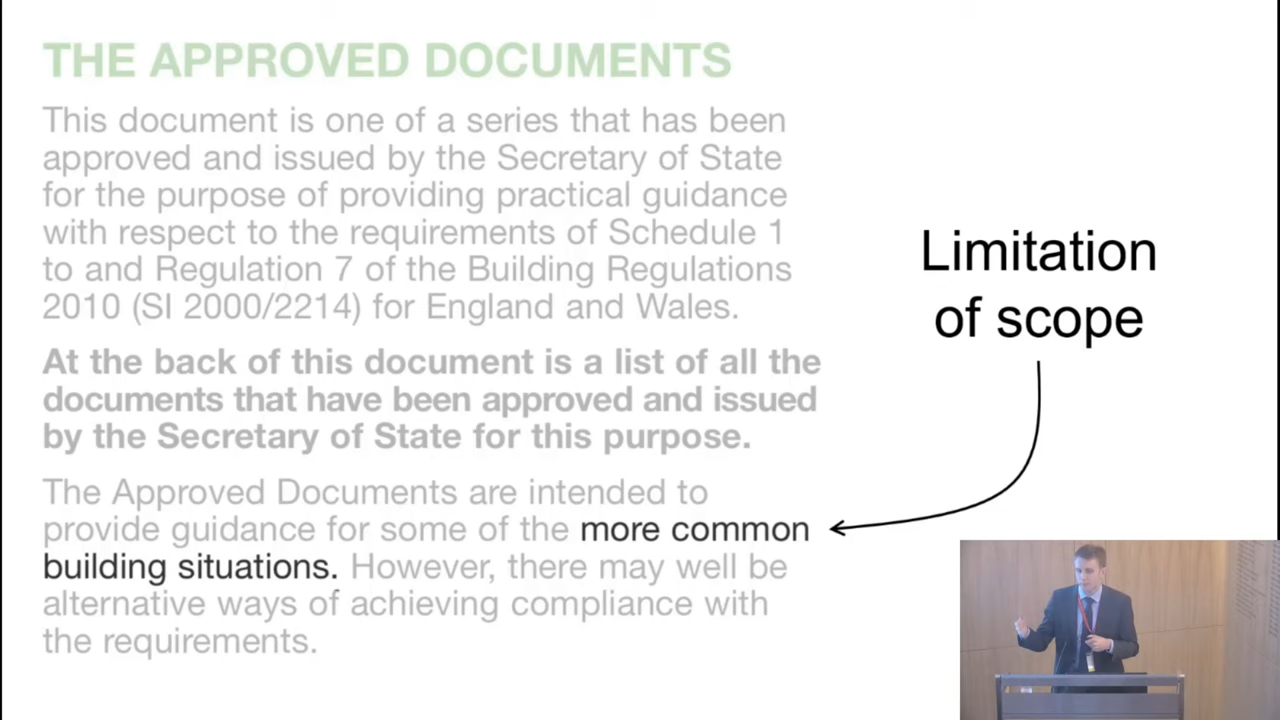 THE APPROVED DOCUMENTS
This document is one of a series that has been
approved and issued by the Secretary of State
for the purpose of providing practical guidance
with respect to the requirements of Schedule 1
to and Regulation 7 of the Building Regulations
2010 (SI 2000/2214) for England and Wales.
At the back of this document is a list of all the
documents that have been approved and issued
by the Secretary of State for this purpose.
The Approved Documents are intended to
provide guidance for some of the more common
building situations. However, there may well be
alternative ways of achieving compliance with
the requirements.
Limitation
of scope